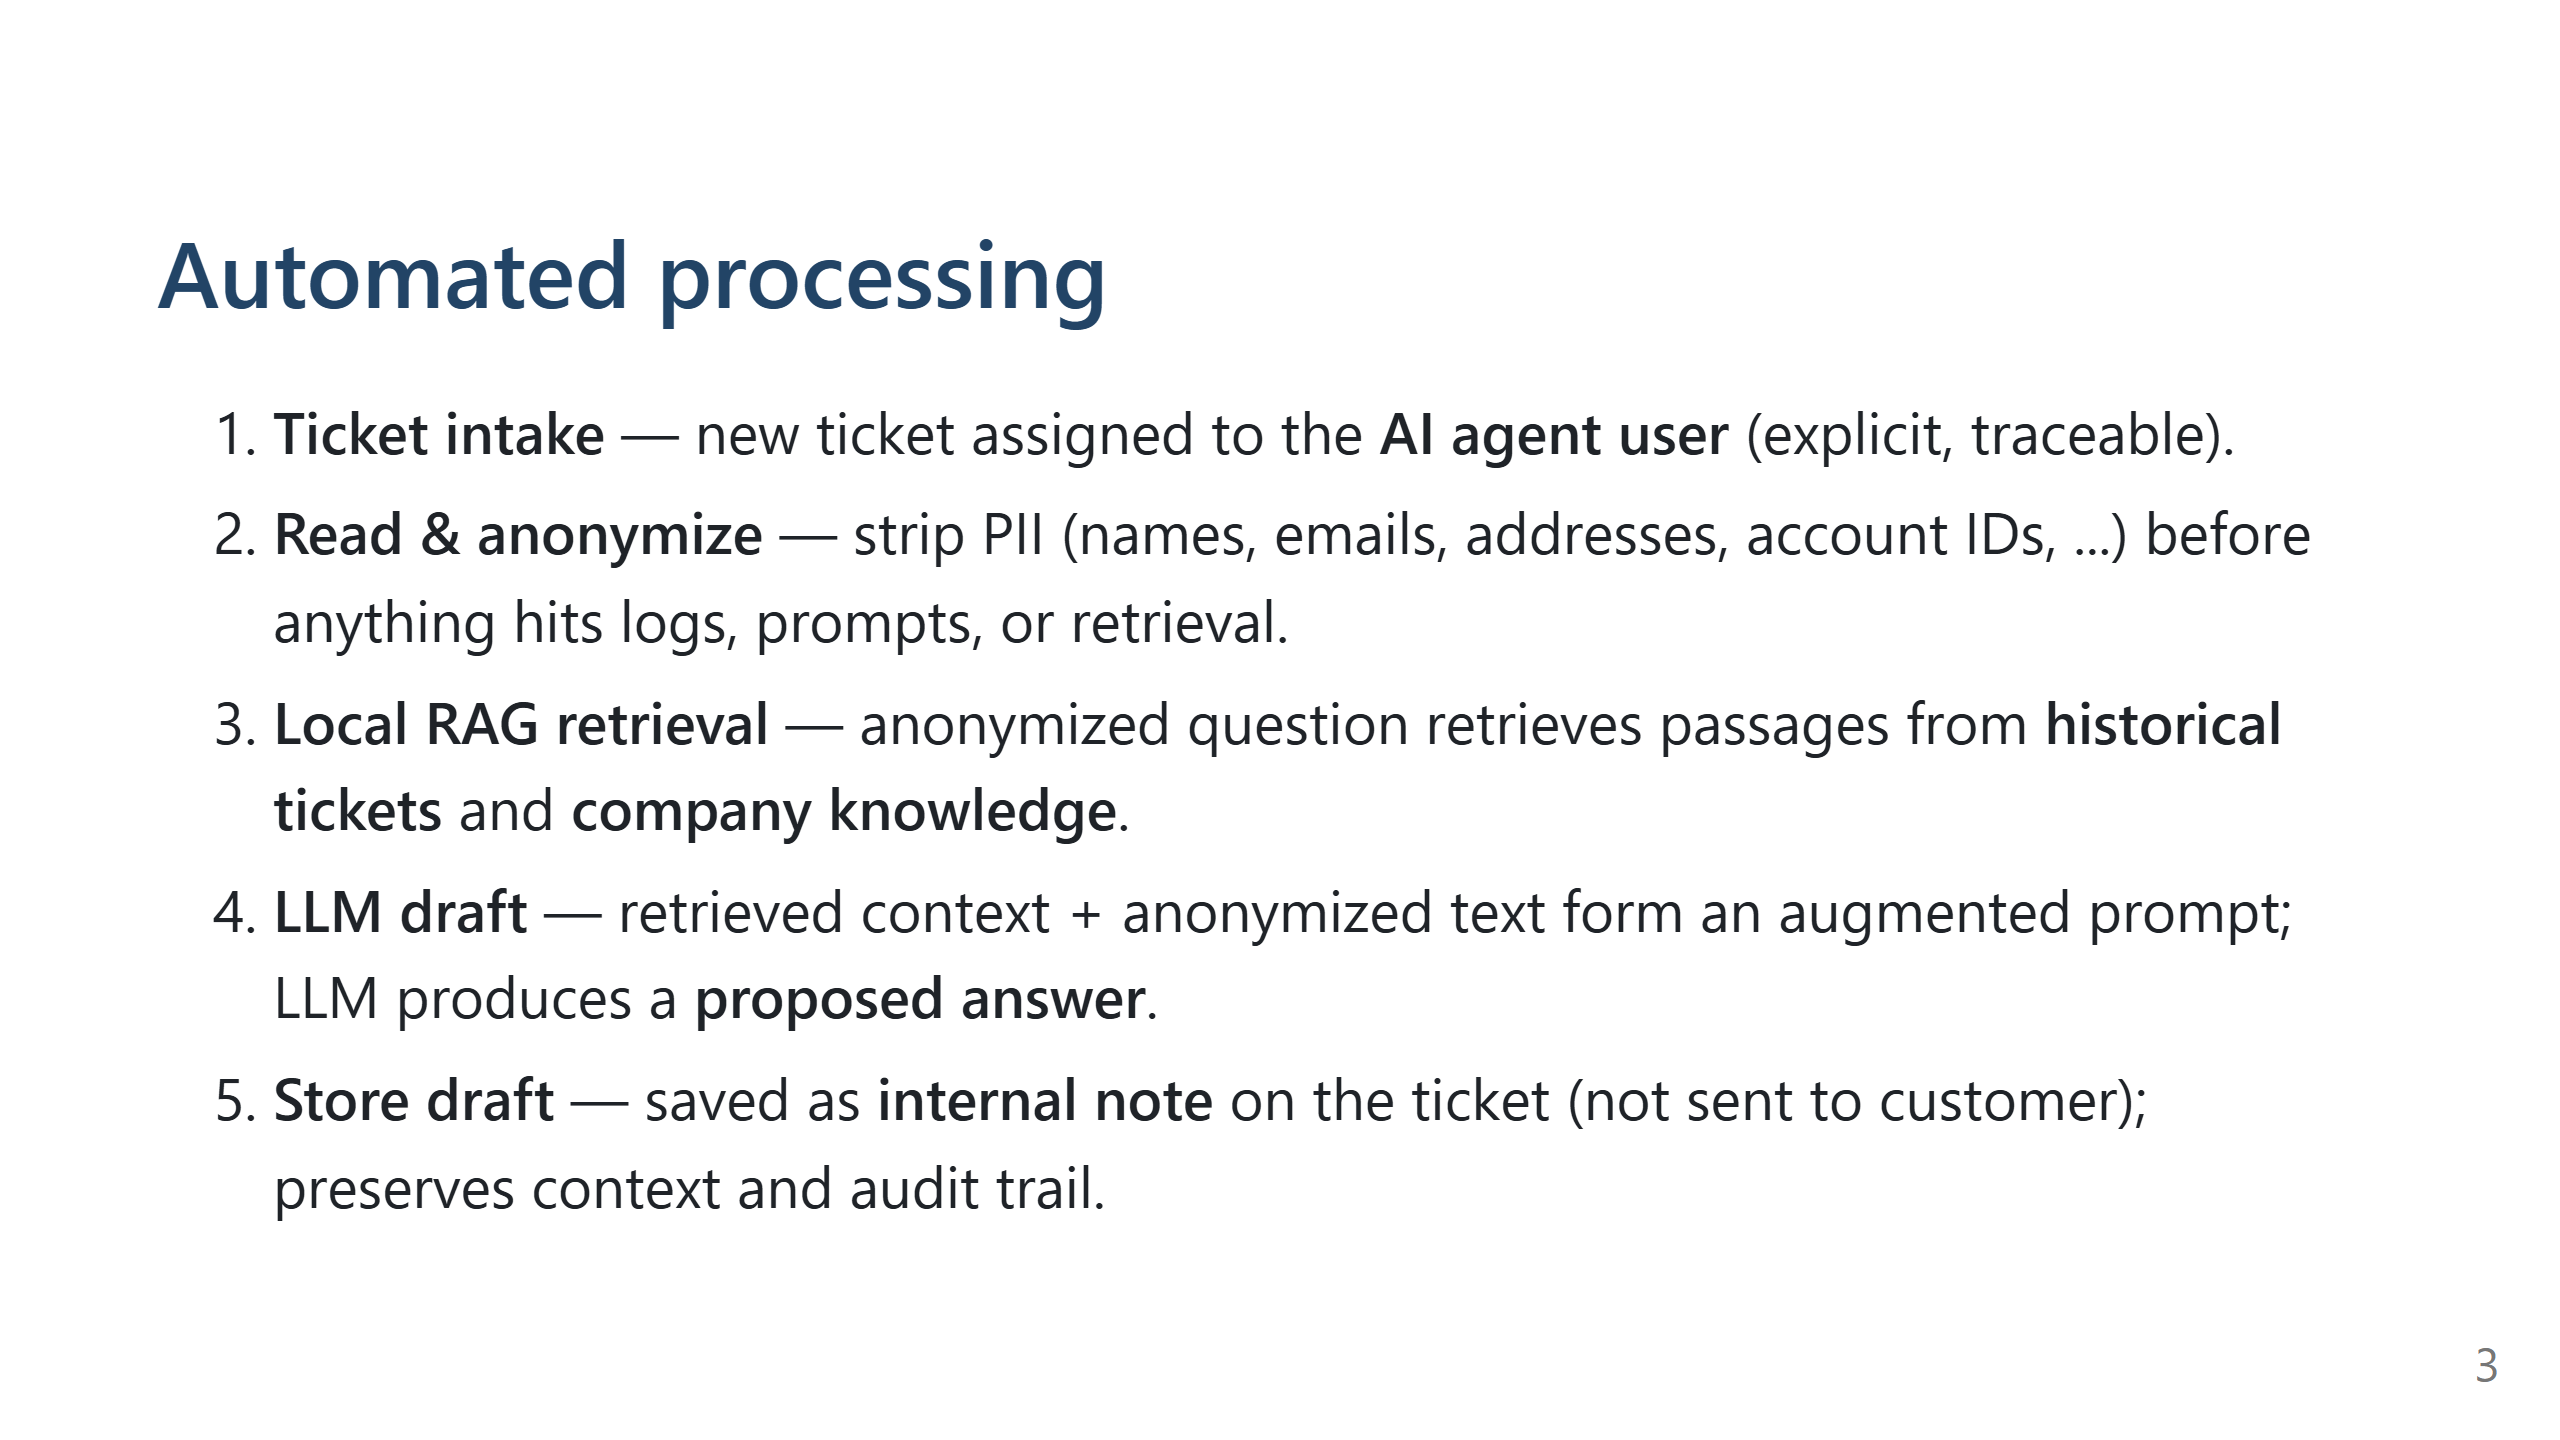 Automated processing
1. Ticket intake — new ticket assigned to the AI agent user (explicit, traceable).
2. Read & anonymize — strip PII (names, emails, addresses, account IDs, ...) before
anything hits logs, prompts, or retrieval.
3. Local RAG retrieval — anonymized question retrieves passages from historical
tickets and company knowledge.
4. LLM draft — retrieved context + anonymized text form an augmented prompt;
LLM produces a proposed answer.
5. Store draft — saved as internal note on the ticket (not sent to customer);
preserves context and audit trail.
3